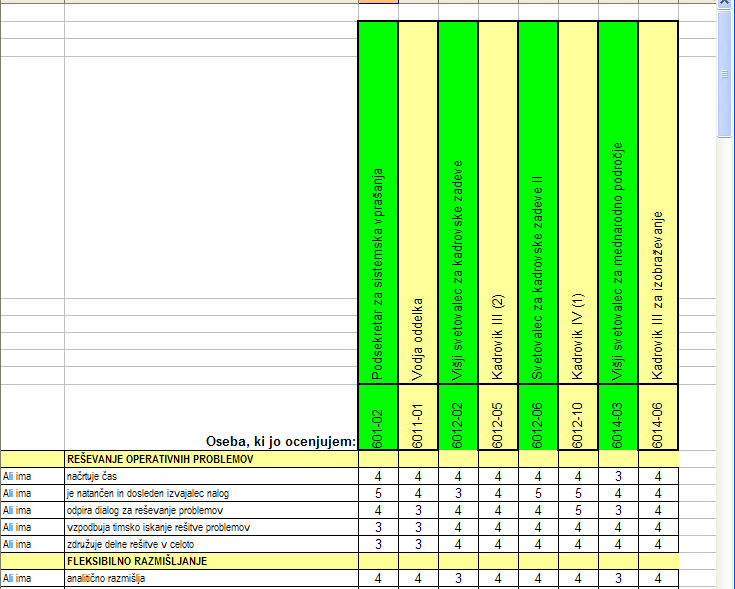 Podsekretar za sistemska vprašanja
Vodja oddelka
Višji svetovalec za kadrovske zadeve
Kadrovik III (2)
Svetovalec za kadrovske zadeve II
Kadrovik IV (1)
Višji svetovalec za mednarodno področje
Kadrovik III za izobraževanje
Oseba, ki jo ocenjujem: 601-02 6011-01 6012-02 6012-05 6012-06 6012-10 6014-03 6014-06
REŠEVANJE OPERATIVNIH PROBLEMOV
Ali ima načrtuje čas 4 4 4 4 4 4 3 4
Ali ima je natančen in dosleden izvajalec nalog 5 4 3 4 5 5 4 4
Ali ima odpira dialog za reševanje problemov 4 3 4 4 4 5 3 4
Ali ima vzpodbuja timsko iskanje rešitve problemov 3 3 4 4 4 4 4 4
Ali ima združuje delne rešitve v celoto 3 3 4 4 4 4 4 4
FLEKSIBILNO RAZMIŠLJANJE
Ali ima analitično razmišlja 4 4 3 4 4 4 3 4